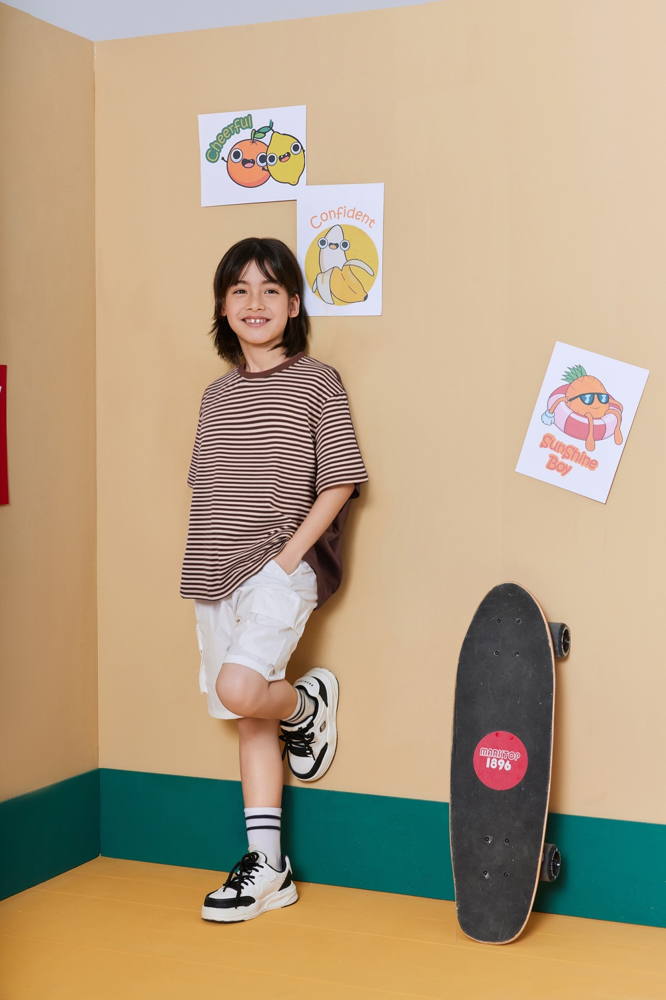 Cheerful
Confident
SunShine
Boy
MARKTOP
1896